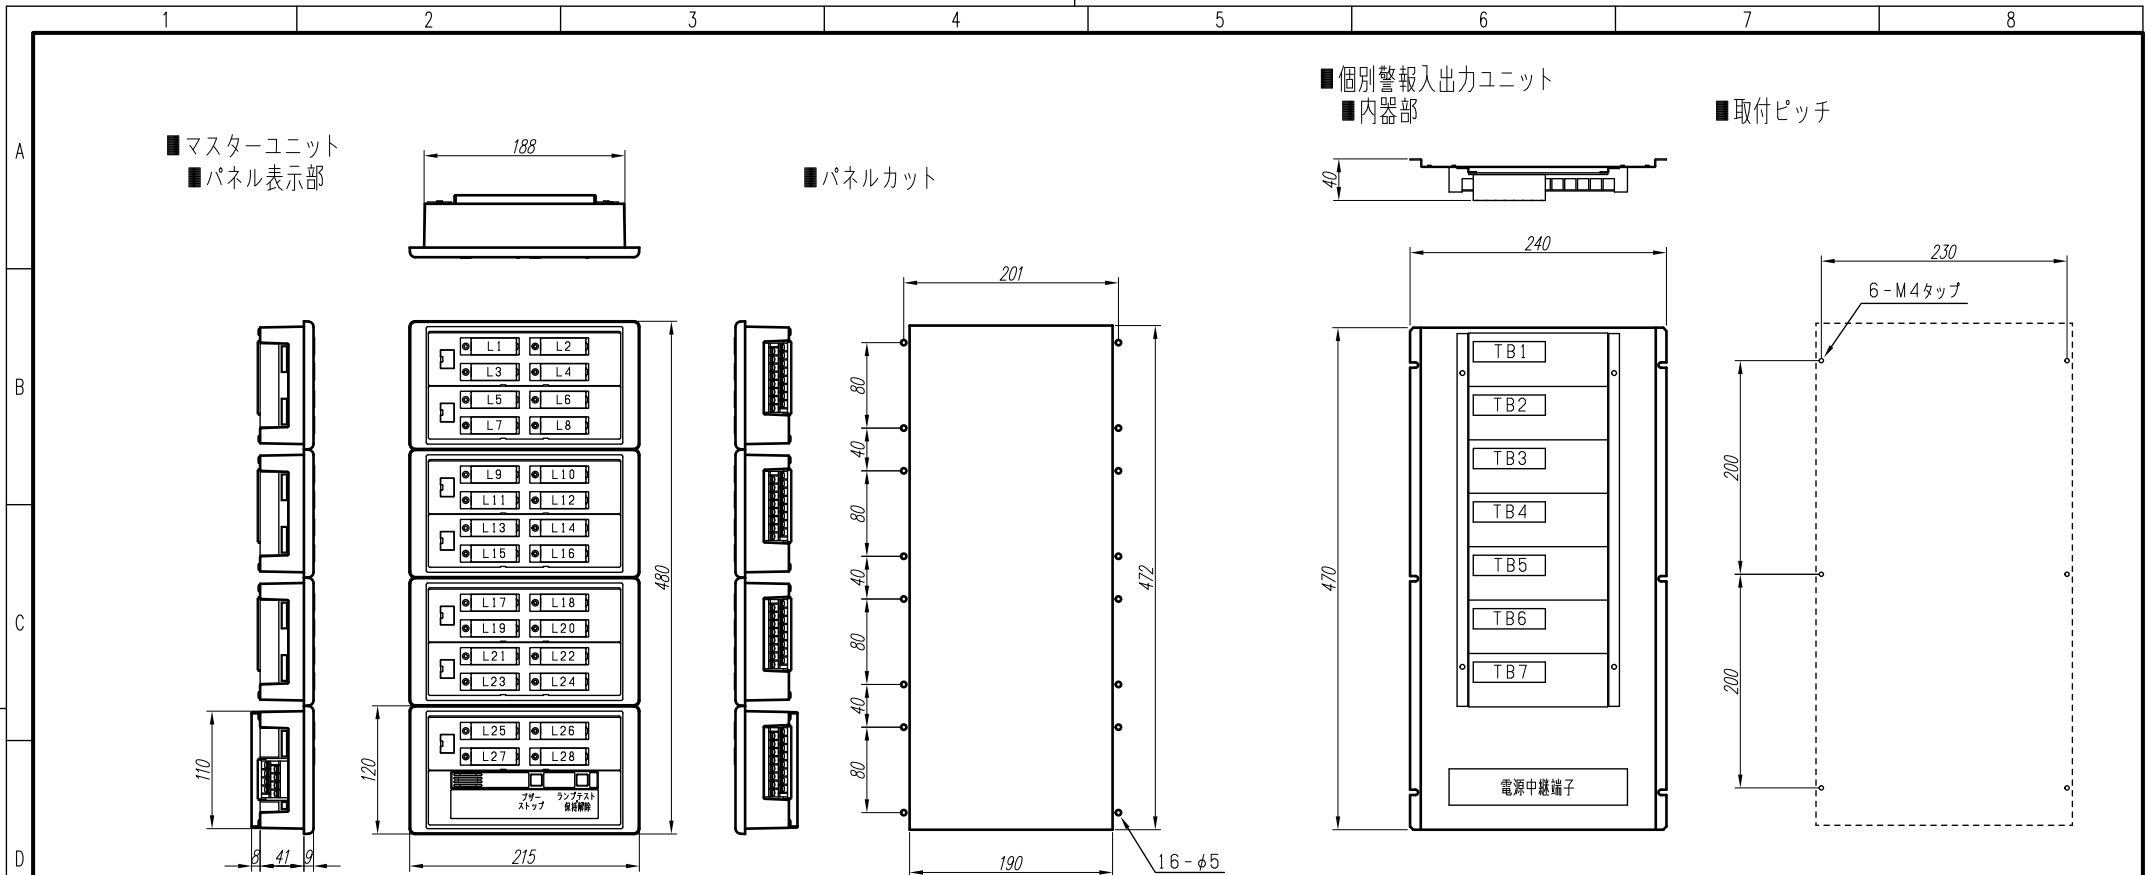 1 2 3 4 5 6 7 8
A
B
C
D
■マスターユニット
■パネル表示部
188
L1 L2
L3 L4
L5 L6
L7 L8
L9 L10
L11 L12
L13 L14
L15 L16
L17 L18
L19 L20
L21 L22
L23 L24
L25 L26
L27 L28
ブザー
ストップ
ランプテスト
保持解除
480
120
110
8 41 9
215
■パネルカット
201
80
40
80
40
80
40
80
472
190
16-φ5
■個別警報入出力ユニット
■内器部
40
240
470
TB1
TB2
TB3
TB4
TB5
TB6
TB7
電源中継端子
■取付ピッチ
230
6-M4タップ
200
200